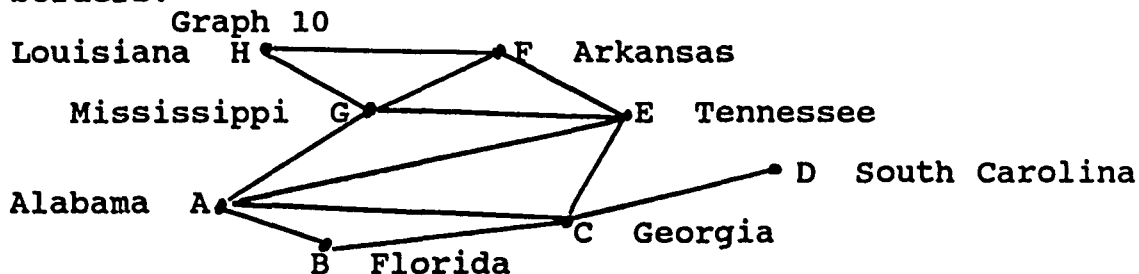 Graph 10
Louisiana H F Arkansas
Mississippi G E Tennessee
D South Carolina
Alabama A
C Georgia
B Florida